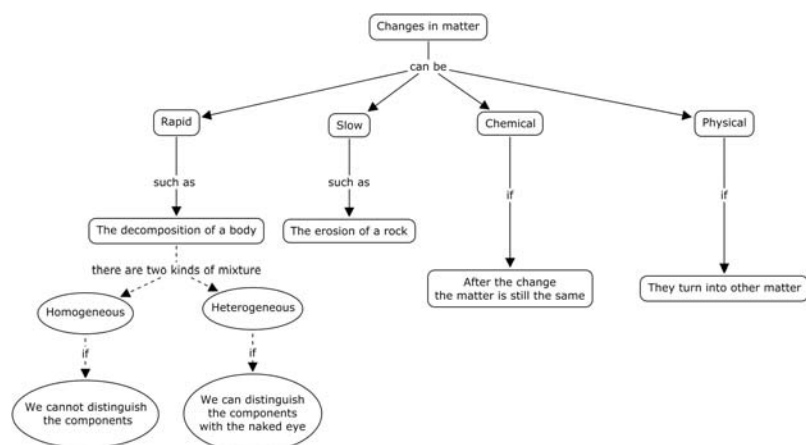 Changes in matter
can be
Rapid
Slow
Chemical
Physical
such as
such as
if
if
The decomposition of a body
The erosion of a rock
After the change
the matter is still the same
They turn into other matter
there are two kinds of mixture
Homogeneous
Heterogeneous
if
if
We cannot distinguish
the components
We can distinguish
the components
with the naked eye